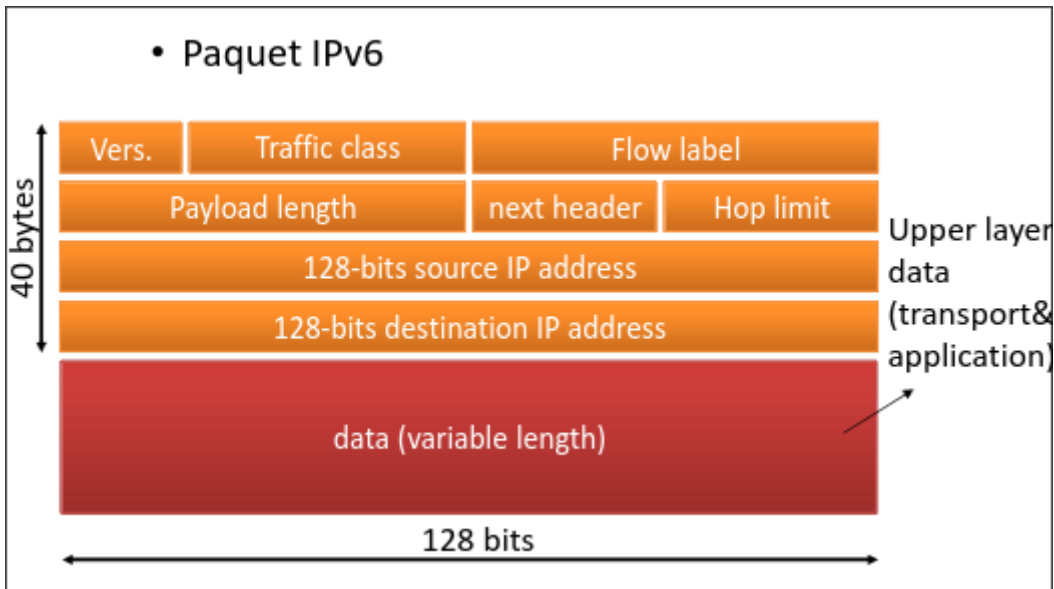 • Paquet IPv6
Vers. Traffic class Flow label
Payload length next header Hop limit
128-bits source IP address
128-bits destination IP address
40 bytes
data (variable length)
Upper layer
data
(transport&
application)
128 bits